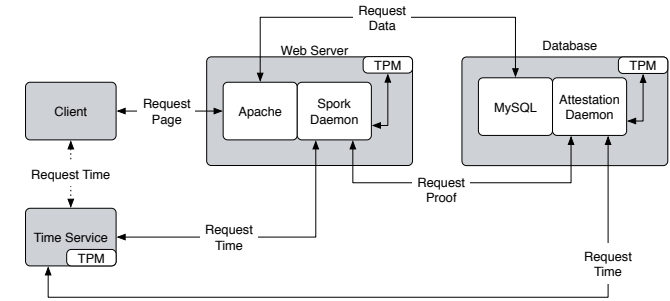 Request
Data
Web Server
Database
TPM
TPM
Client
Request
Page
Apache
Spork
Daemon
MySQL
Attestation
Daemon
Request Time
Request
Proof
Time Service
TPM
Request
Time
Request
Time